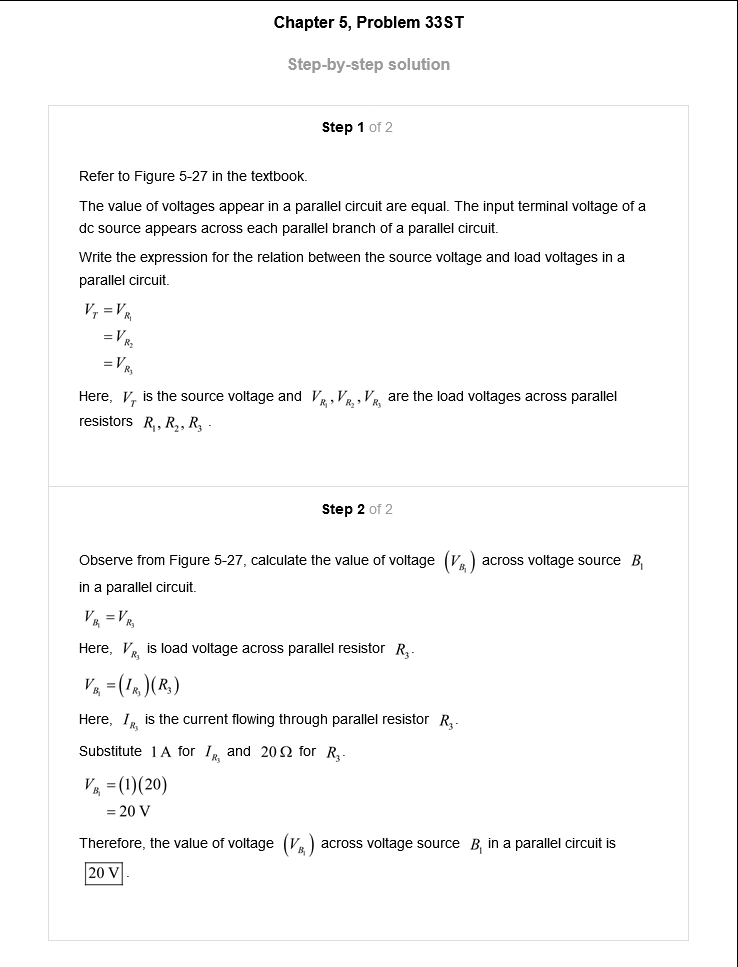 Chapter 5, Problem 33ST
Step-by-step solution
Step 1 of 2
Refer to Figure 5-27 in the textbook.
The value of voltages appear in a parallel circuit are equal. The input terminal voltage of a
dc source appears across each parallel branch of a parallel circuit.
Write the expression for the relation between the source voltage and load voltages in a
parallel circuit.
V_T = V_{R_1}
= V_{R_2}
= V_{R_3}
Here, V_T is the source voltage and V_{R_1}, V_{R_2}, V_{R_3} are the load voltages across parallel
resistors R_1, R_2, R_3 .
Step 2 of 2
Observe from Figure 5-27, calculate the value of voltage (V_{B_1}) across voltage source B_1
in a parallel circuit.
V_{B_1} = V_{R_3}
Here, V_{R_3} is load voltage across parallel resistor R_3.
V_{B_1} = (I_{R_3})(R_3)
Here, I_{R_3} is the current flowing through parallel resistor R_3.
Substitute 1 A for I_{R_3} and 20 Ω for R_3.
V_{B_1} = (1)(20)
= 20 V
Therefore, the value of voltage (V_{B_1}) across voltage source B_1 in a parallel circuit is
20 V .